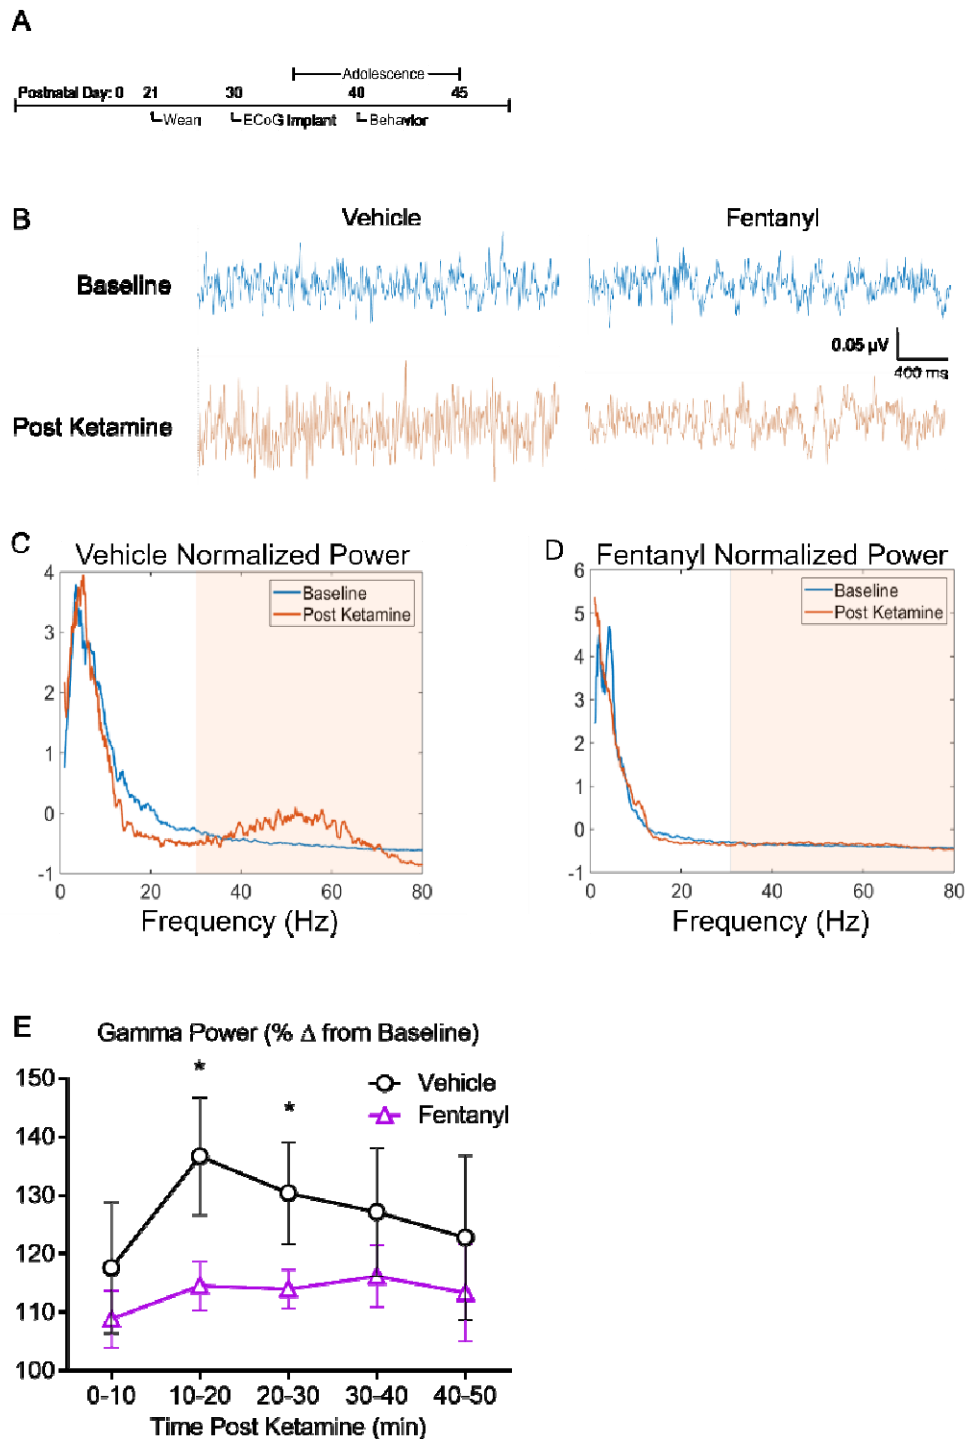 A
Adolescence
Postnatal Day: 0 21 30 40 45
Wean ECoG Implant Behavior
B
Vehicle Fentanyl
Baseline
0.05 µV
400 ms
Post Ketamine
C
Vehicle Normalized Power
4
3
2
1
0
-1
Baseline
Post Ketamine
0 20 40 60 80
Frequency (Hz)
D
Fentanyl Normalized Power
6
5
4
3
2
1
0
-1
Baseline
Post Ketamine
0 20 40 60 80
Frequency (Hz)
E
Gamma Power (% Δ from Baseline)
* *
Vehicle
Fentanyl
150
140
130
120
110
100
0-10 10-20 20-30 30-40 40-50
Time Post Ketamine (min)